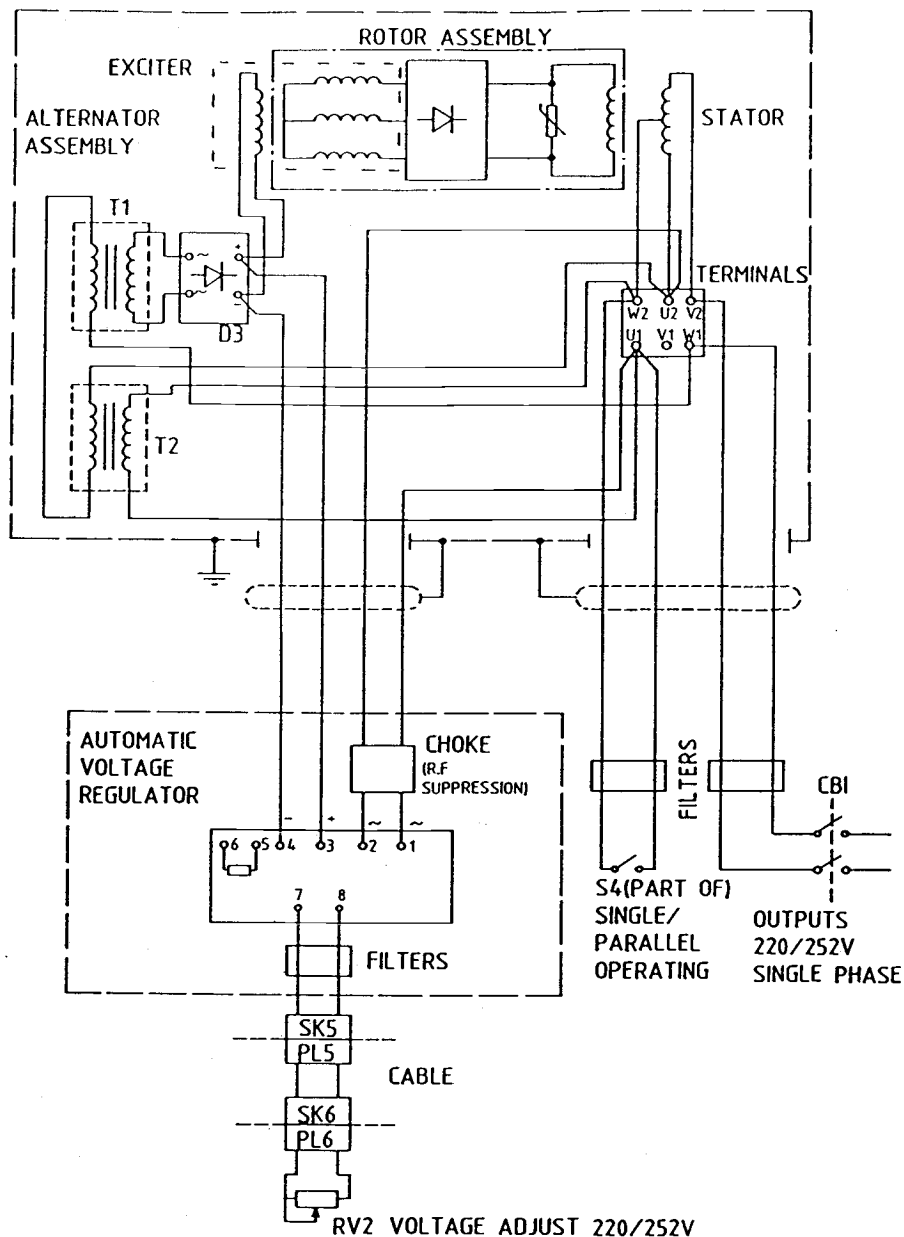 ROTOR ASSEMBLY
EXCITER
ALTERNATOR
ASSEMBLY
STATOR
T1
D3
+
-
~
~
TERMINALS
W2 U2 V2
U1 V1 W1
T2
AUTOMATIC
VOLTAGE
REGULATOR
CHOKE
(R.F
SUPPRESSION)
FILTERS
CB1
- + ~ ~
6 5 4 3 2 1
7 8
FILTERS
S4(PART OF)
SINGLE/
PARALLEL
OPERATING
OUTPUTS
220/252V
SINGLE PHASE
SK5
PL5
CABLE
SK6
PL6
RV2 VOLTAGE ADJUST 220/252V